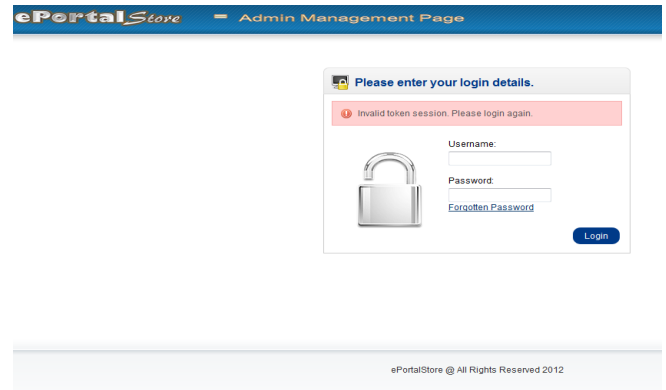 ePortalStore = Admin Management Page
Please enter your login details.
Invalid token session. Please login again.
Username:
Password:
Forgotten Password
Login
ePortalStore @ All Rights Reserved 2012